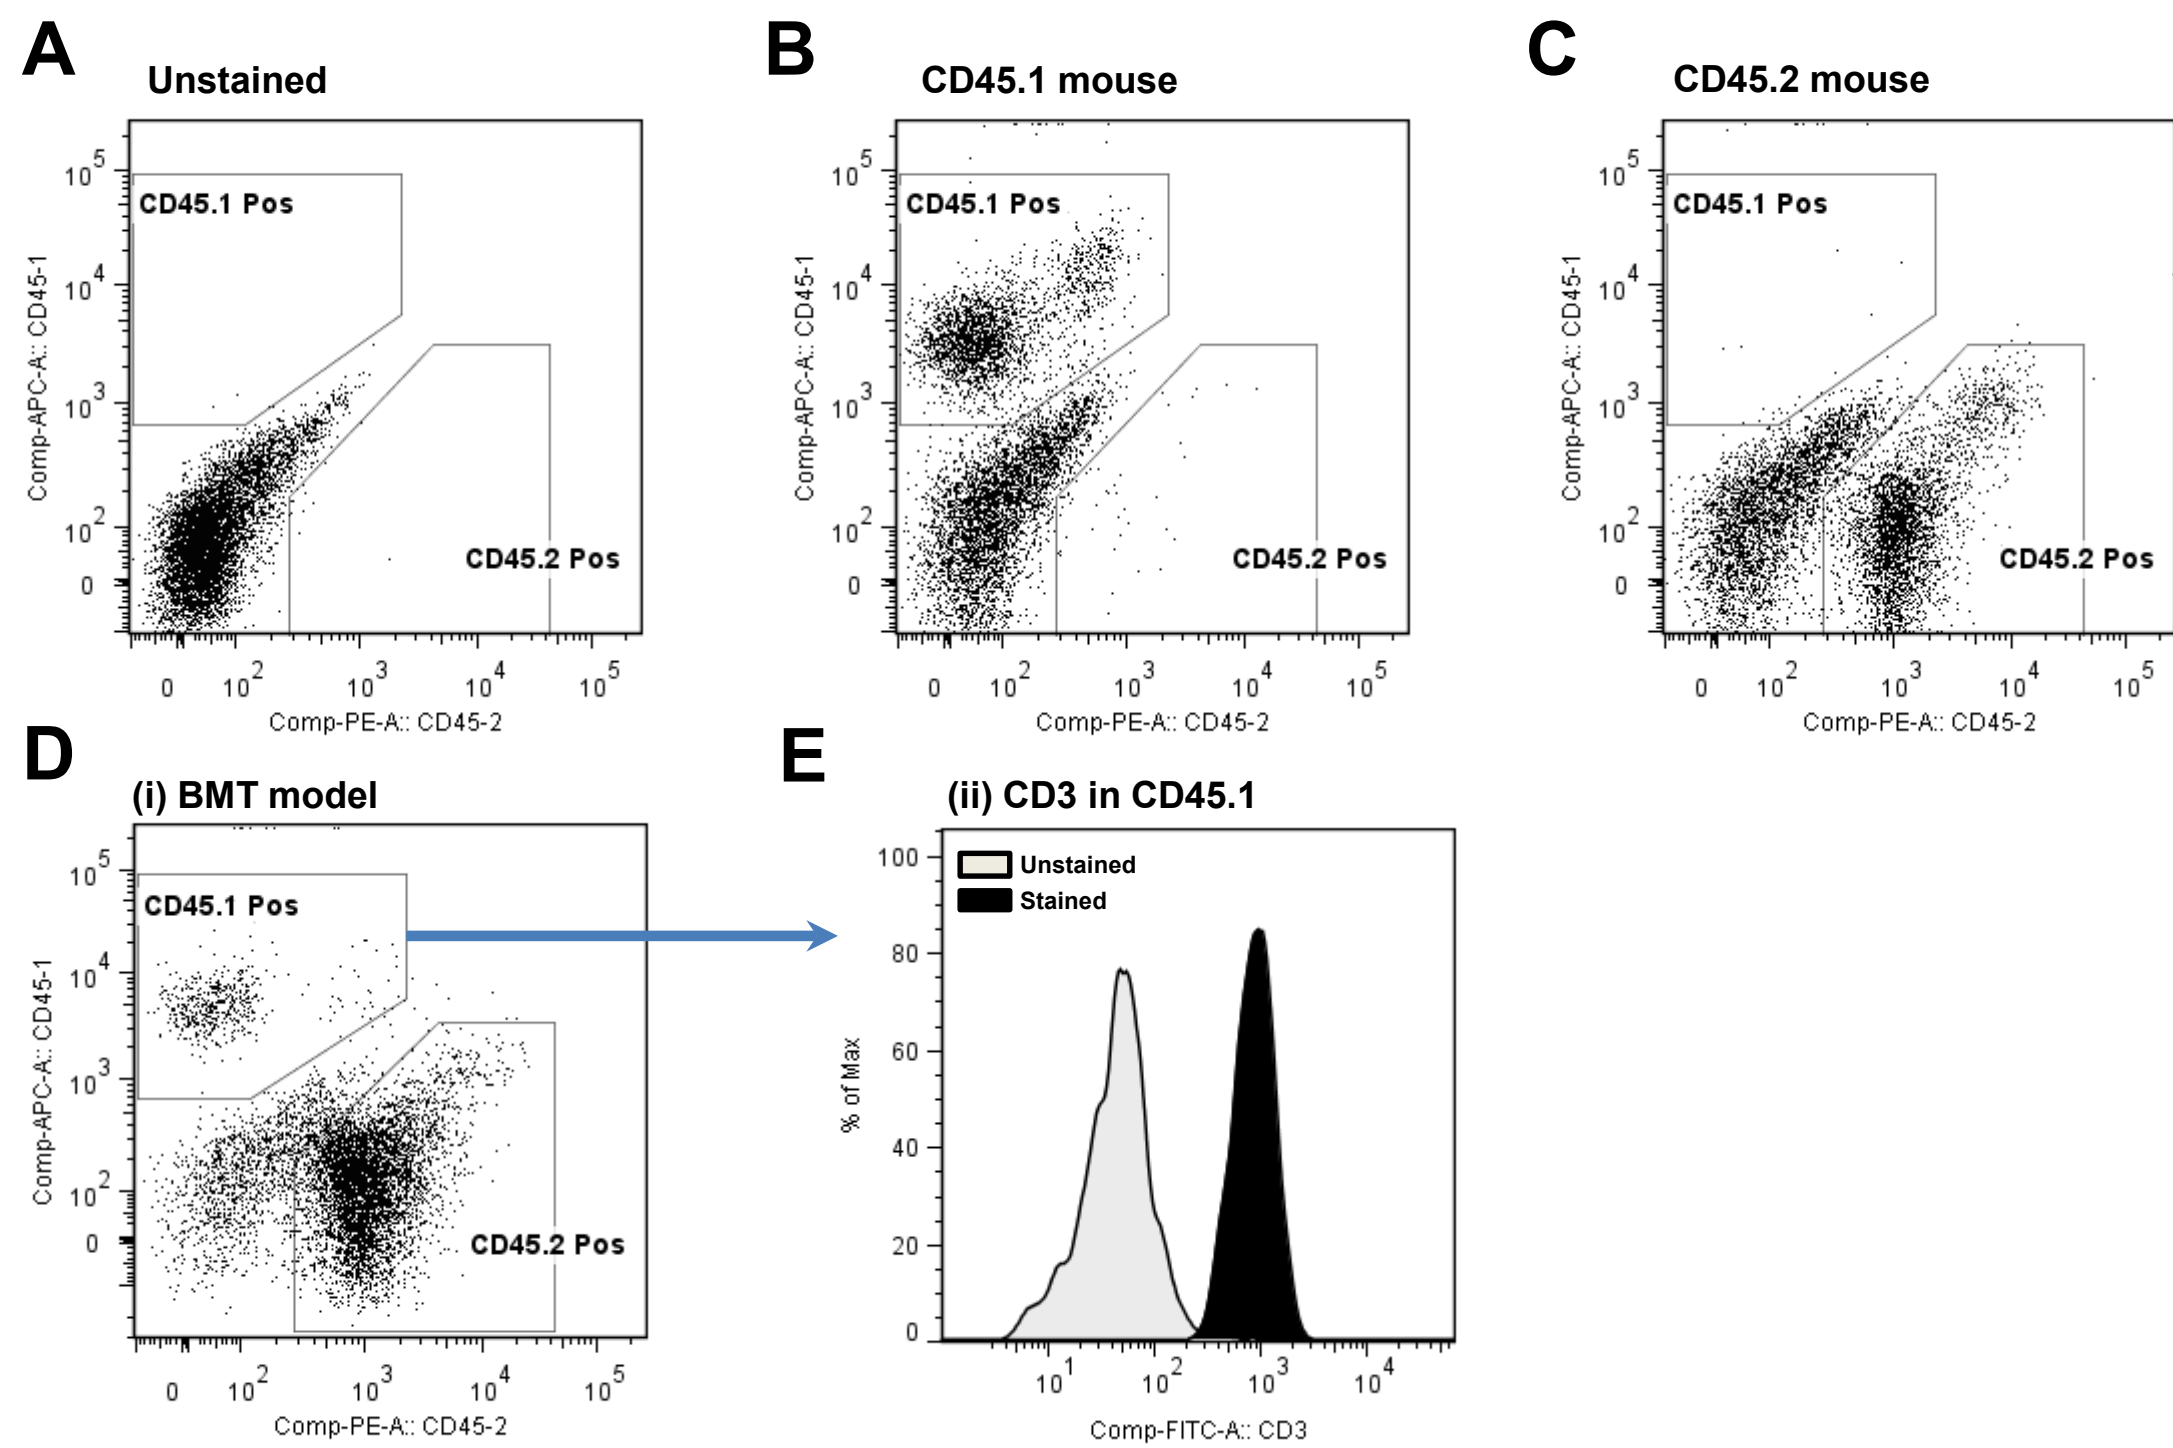 A
Unstained
10^5
10^4
10^3
10^2
0
Comp-APC-A:: CD45-1
CD45.1 Pos
CD45.2 Pos
0 10^2 10^3 10^4 10^5
Comp-PE-A:: CD45-2
B
CD45.1 mouse
10^5
10^4
10^3
10^2
0
Comp-APC-A:: CD45-1
CD45.1 Pos
CD45.2 Pos
0 10^2 10^3 10^4 10^5
Comp-PE-A:: CD45-2
C
CD45.2 mouse
10^5
10^4
10^3
10^2
0
Comp-APC-A:: CD45-1
CD45.1 Pos
CD45.2 Pos
0 10^2 10^3 10^4 10^5
Comp-PE-A:: CD45-2
D
(i) BMT model
10^5
10^4
10^3
10^2
0
Comp-APC-A:: CD45-1
CD45.1 Pos
CD45.2 Pos
0 10^2 10^3 10^4 10^5
Comp-PE-A:: CD45-2
E
(ii) CD3 in CD45.1
100
80
60
40
20
0
% of Max
Unstained
Stained
10^1 10^2 10^3 10^4
Comp-FITC-A:: CD3